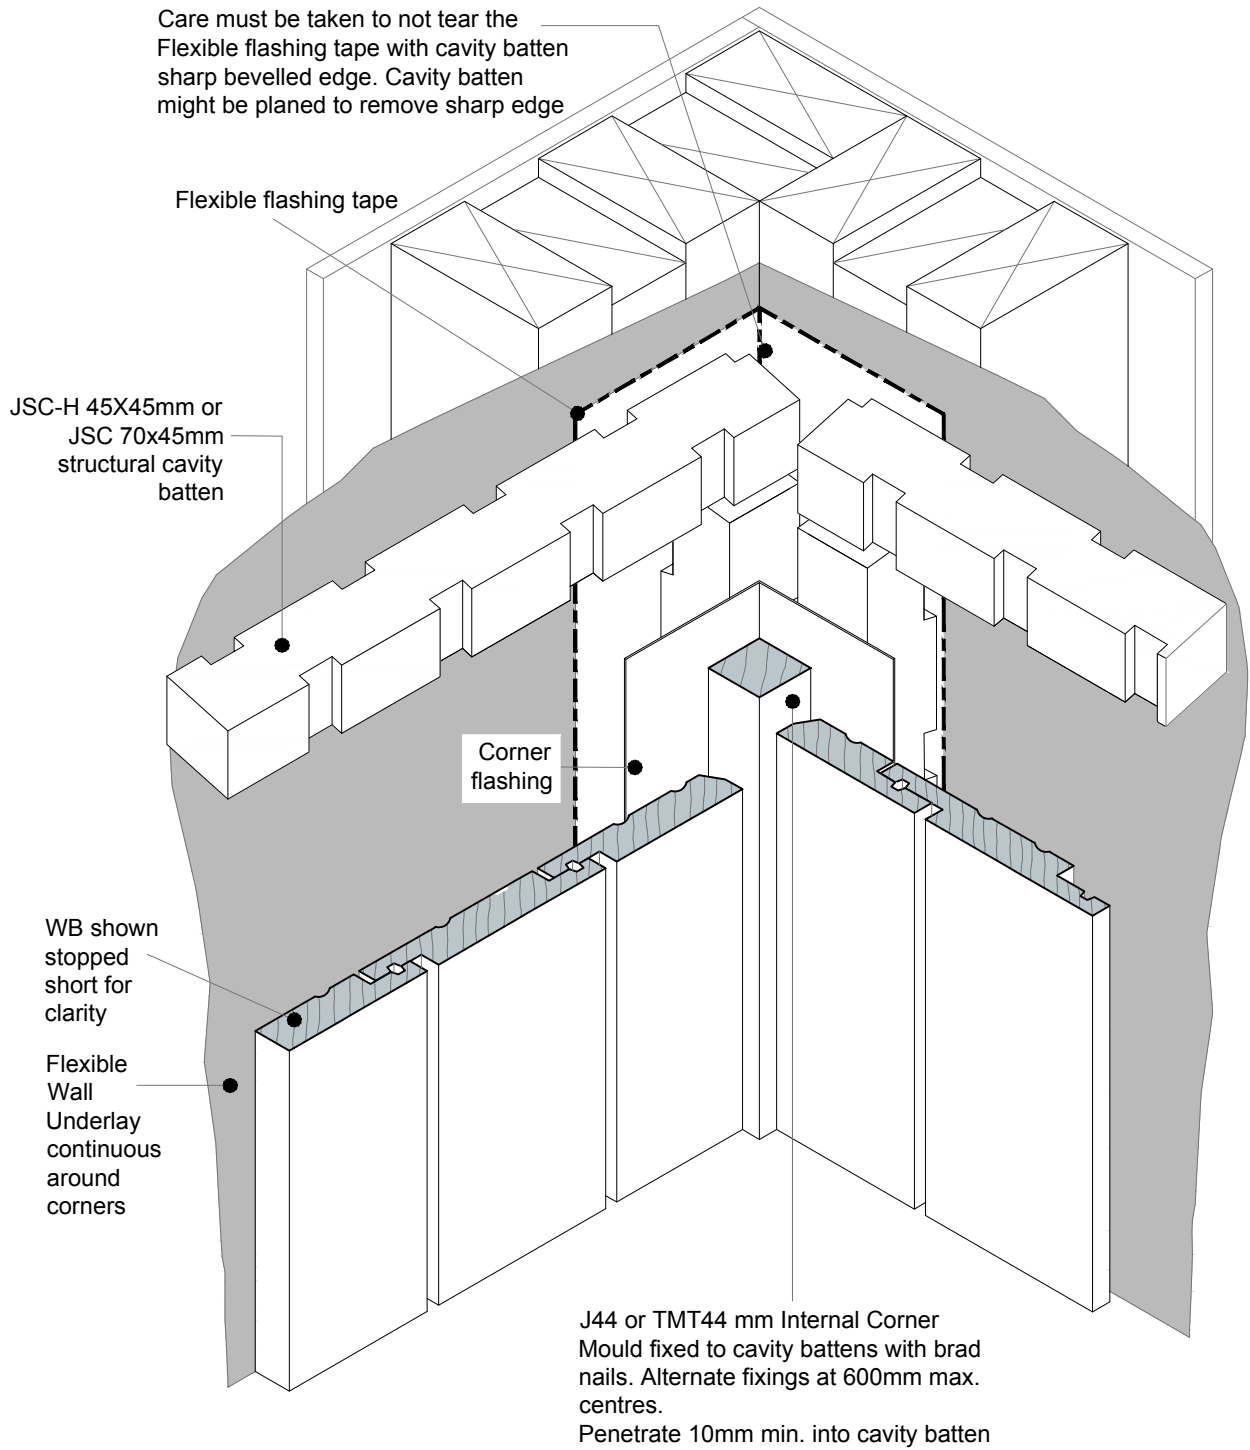 Care must be taken to not tear the
Flexible flashing tape with cavity batten
sharp bevelled edge. Cavity batten
might be planed to remove sharp edge
Flexible flashing tape
JSC-H 45X45mm or
JSC 70x45mm
structural cavity
batten
Corner
flashing
WB shown
stopped
short for
clarity
Flexible
Wall
Underlay
continuous
around
corners
J44 or TMT44 mm Internal Corner
Mould fixed to cavity battens with brad
nails. Alternate fixings at 600mm max.
centres.
Penetrate 10mm min. into cavity batten